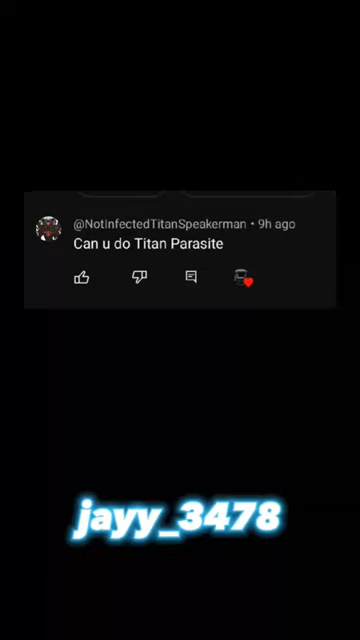 @NotInfectedTitanSpeakerman • 9h ago
Can u do Titan Parasite
jayy_3478